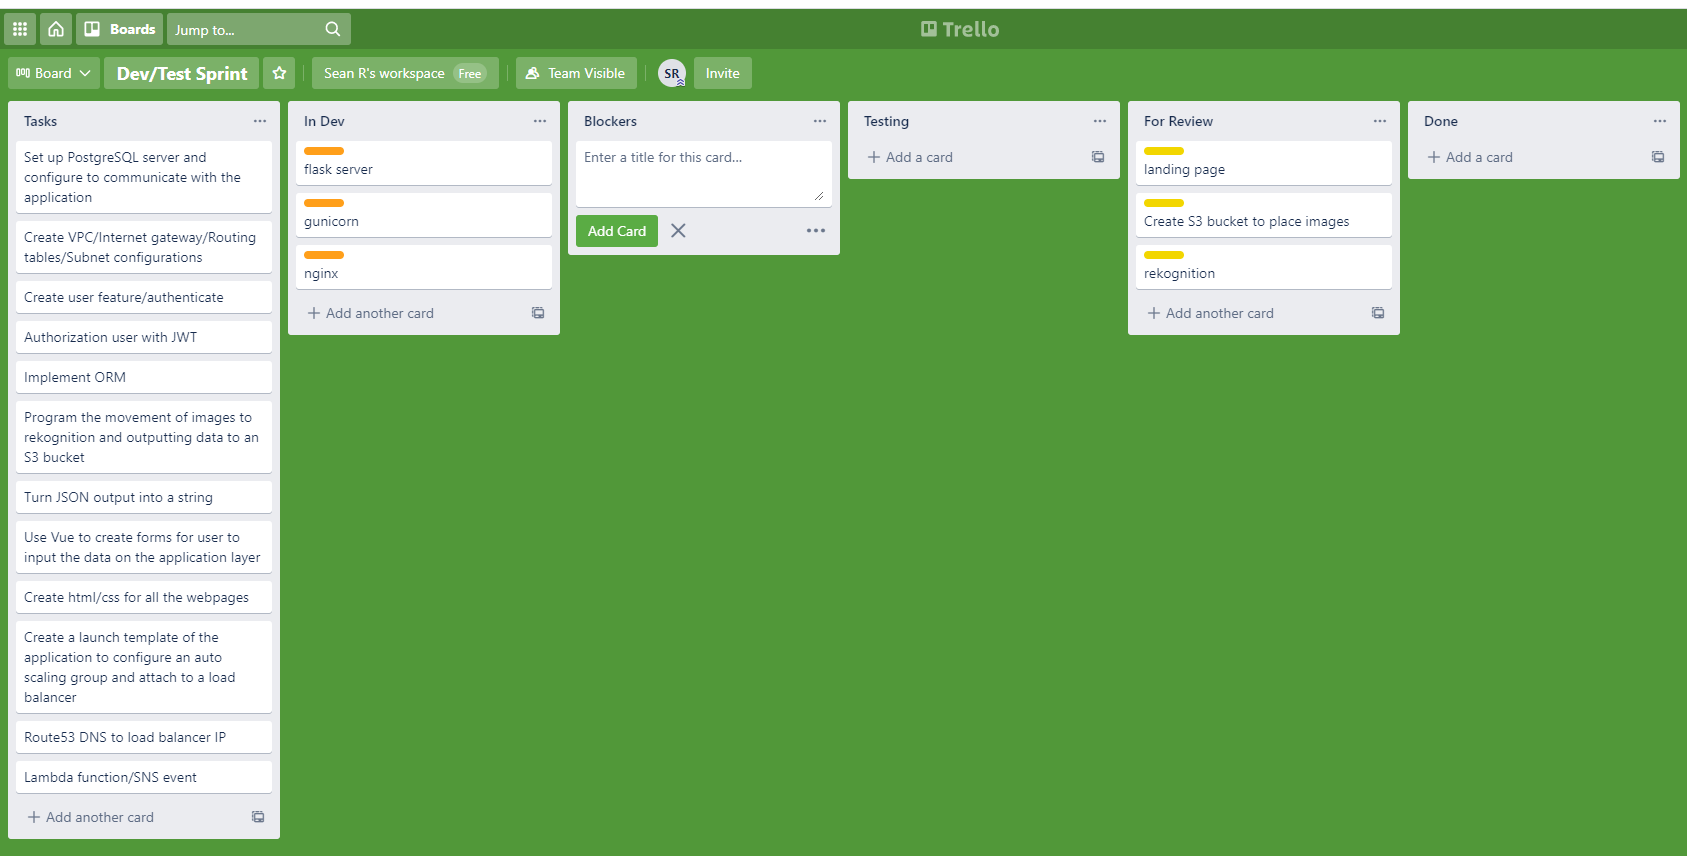 Boards
Jump to...
Trello
Board
Dev/Test Sprint
Sean R's workspace
Free
Team Visible
SR
Invite
Tasks
Set up PostgreSQL server and
configure to communicate with the
application
Create VPC/Internet gateway/Routing
tables/Subnet configurations
Create user feature/authenticate
Authorization user with JWT
Implement ORM
Program the movement of images to
rekognition and outputting data to an
S3 bucket
Turn JSON output into a string
Use Vue to create forms for user to
input the data on the application layer
Create html/css for all the webpages
Create a launch template of the
application to configure an auto
scaling group and attach to a load
balancer
Route53 DNS to load balancer IP
Lambda function/SNS event
Add another card
In Dev
flask server
gunicorn
nginx
Add another card
Blockers
Enter a title for this card...
Add Card
Testing
Add a card
For Review
landing page
Create S3 bucket to place images
rekognition
Add another card
Done
Add a card